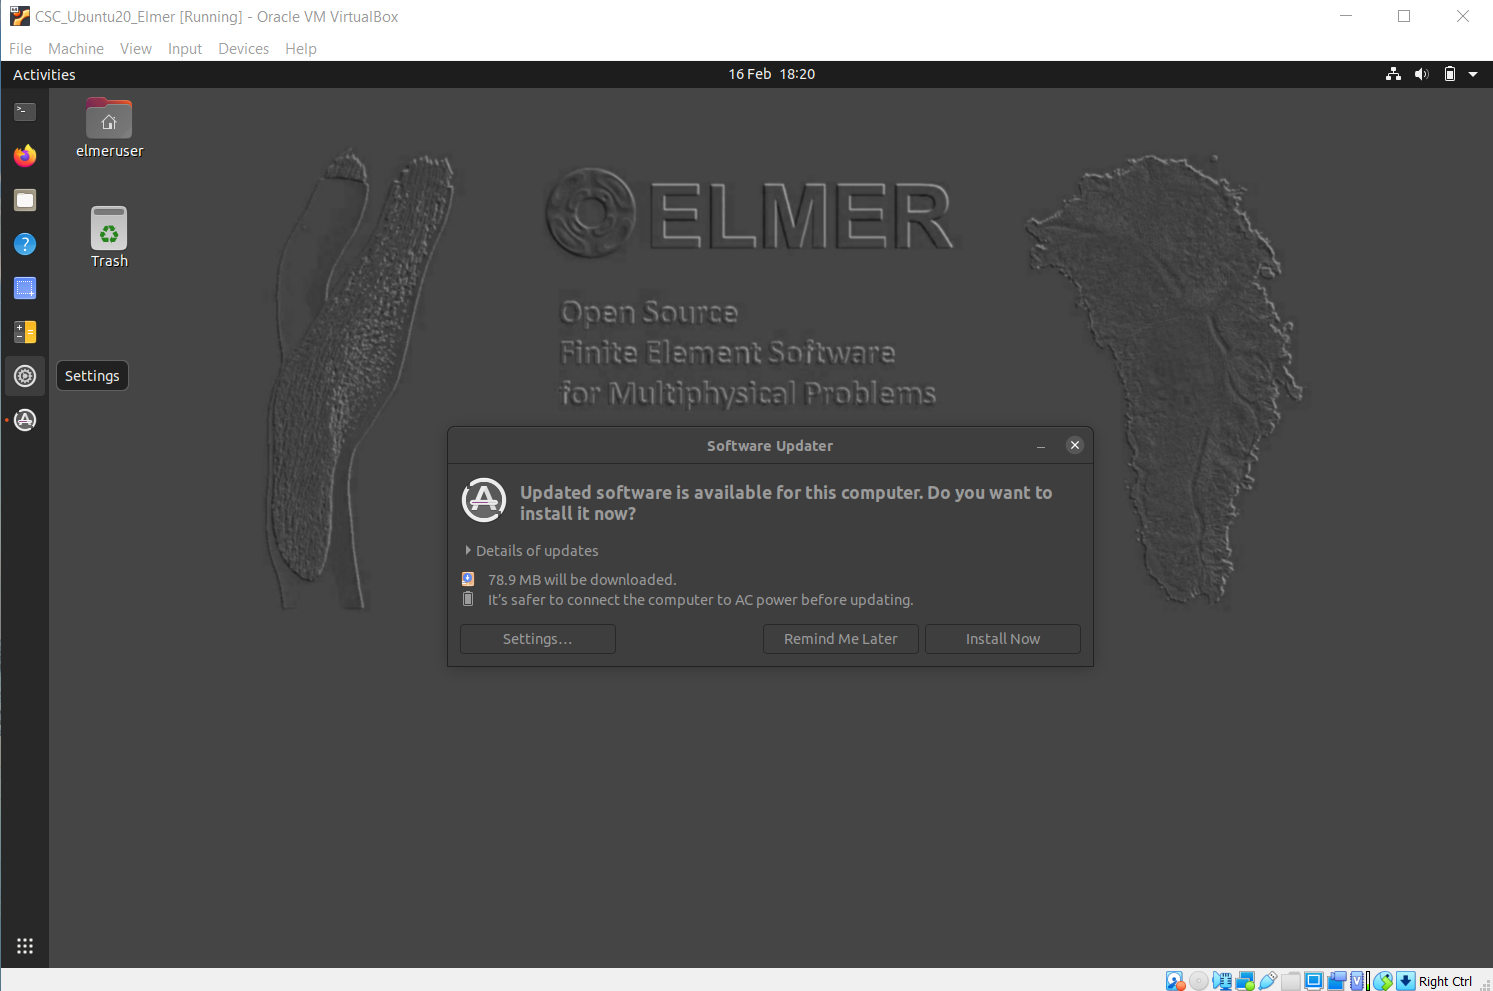 CSC_Ubuntu20_Elmer [Running] - Oracle VM VirtualBox
File Machine View Input Devices Help
Activities
16 Feb 18:20
elmeruser
Trash
ELMER
Open Source
Finite Element Software
for Multiphysical Problems
Settings
Software Updater
Updated software is available for this computer. Do you want to
install it now?
Details of updates
78.9 MB will be downloaded.
It's safer to connect the computer to AC power before updating.
Settings…
Remind Me Later
Install Now
Right Ctrl